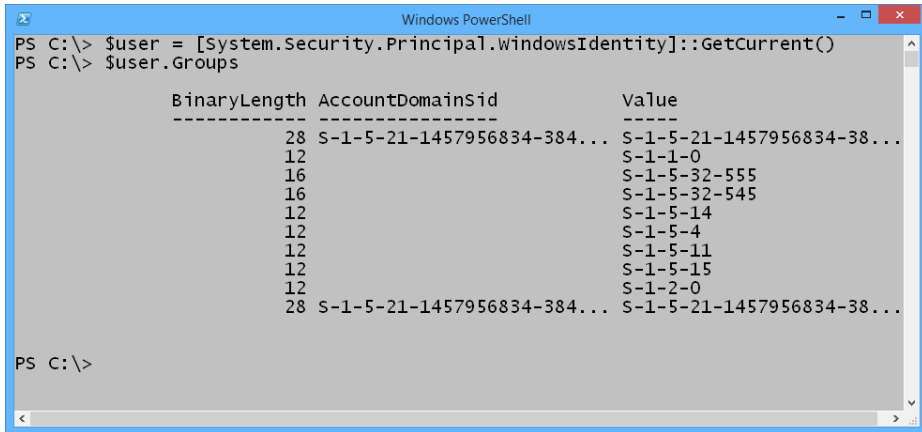 Windows PowerShell
PS C:\> $user = [System.Security.Principal.WindowsIdentity]::GetCurrent()
PS C:\> $user.Groups
BinaryLength AccountDomainSid Value
------------ ---------------- -----
28 S-1-5-21-1457956834-384... S-1-5-21-1457956834-38...
12 S-1-1-0
16 S-1-5-32-555
16 S-1-5-32-545
12 S-1-5-14
12 S-1-5-4
12 S-1-5-11
12 S-1-5-15
12 S-1-2-0
28 S-1-5-21-1457956834-384... S-1-5-21-1457956834-38...
PS C:\>